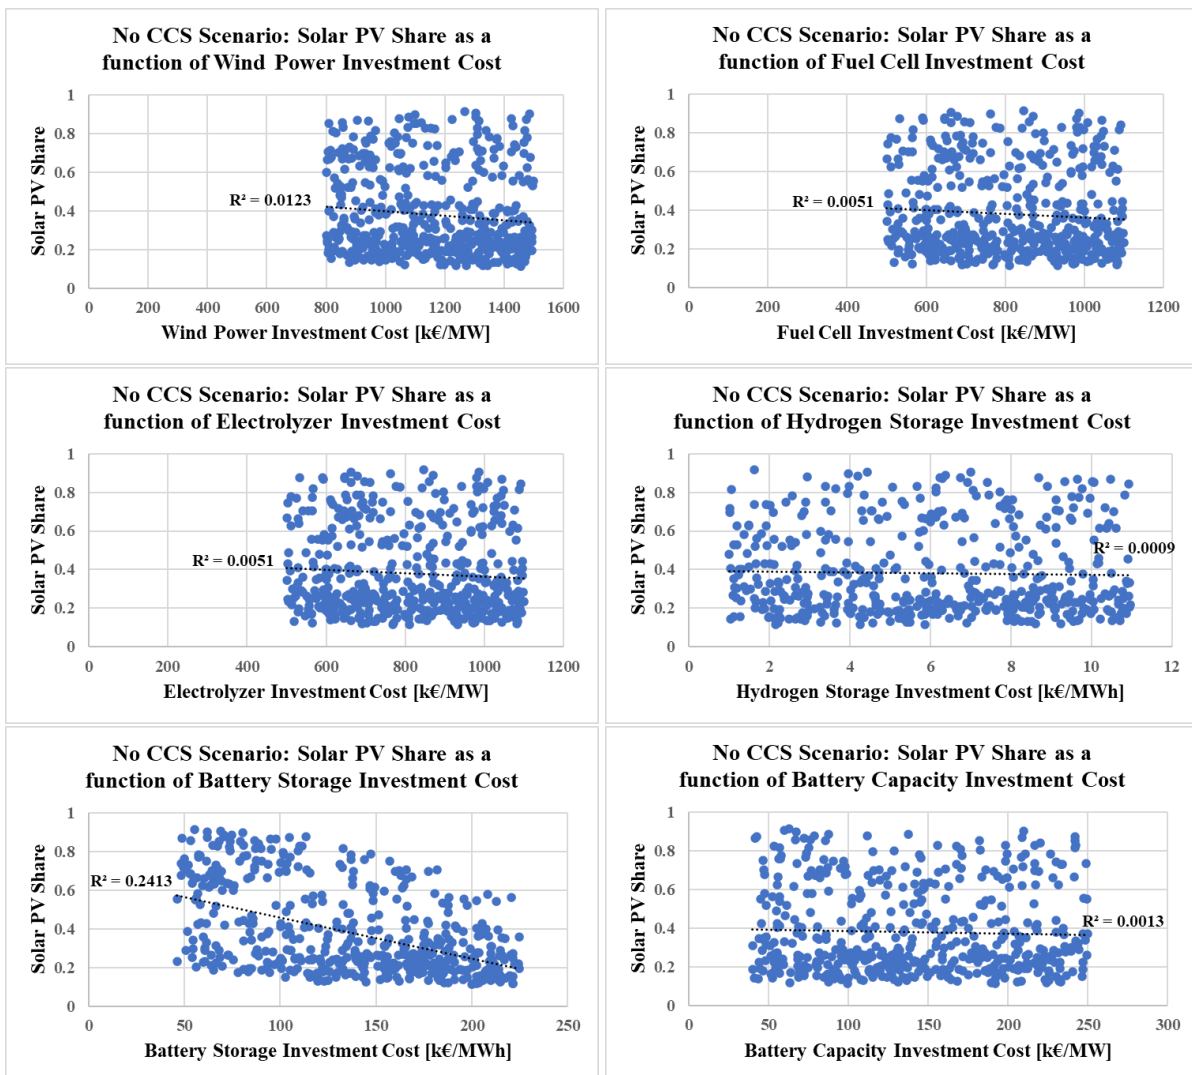 No CCS Scenario: Solar PV Share as a
function of Wind Power Investment Cost
1
0.8
0.6
0.4
0.2
0
Solar PV Share
R² = 0.0123
0 200 400 600 800 1000 1200 1400 1600
Wind Power Investment Cost [k€/MW]
No CCS Scenario: Solar PV Share as a
function of Fuel Cell Investment Cost
1
0.8
0.6
0.4
0.2
0
Solar PV Share
R² = 0.0051
0 200 400 600 800 1000 1200
Fuel Cell Investment Cost [k€/MW]
No CCS Scenario: Solar PV Share as a
function of Electrolyzer Investment Cost
1
0.8
0.6
0.4
0.2
0
Solar PV Share
R² = 0.0051
0 200 400 600 800 1000 1200
Electrolyzer Investment Cost [k€/MW]
No CCS Scenario: Solar PV Share as a
function of Hydrogen Storage Investment Cost
1
0.8
0.6
0.4
0.2
0
Solar PV Share
R² = 0.0009
0 2 4 6 8 10 12
Hydrogen Storage Investment Cost [k€/MWh]
No CCS Scenario: Solar PV Share as a
function of Battery Storage Investment Cost
1
0.8
0.6
0.4
0.2
0
Solar PV Share
R² = 0.2413
0 50 100 150 200 250
Battery Storage Investment Cost [k€/MWh]
No CCS Scenario: Solar PV Share as a
function of Battery Capacity Investment Cost
1
0.8
0.6
0.4
0.2
0
Solar PV Share
R² = 0.0013
0 50 100 150 200 250 300
Battery Capacity Investment Cost [k€/MW]